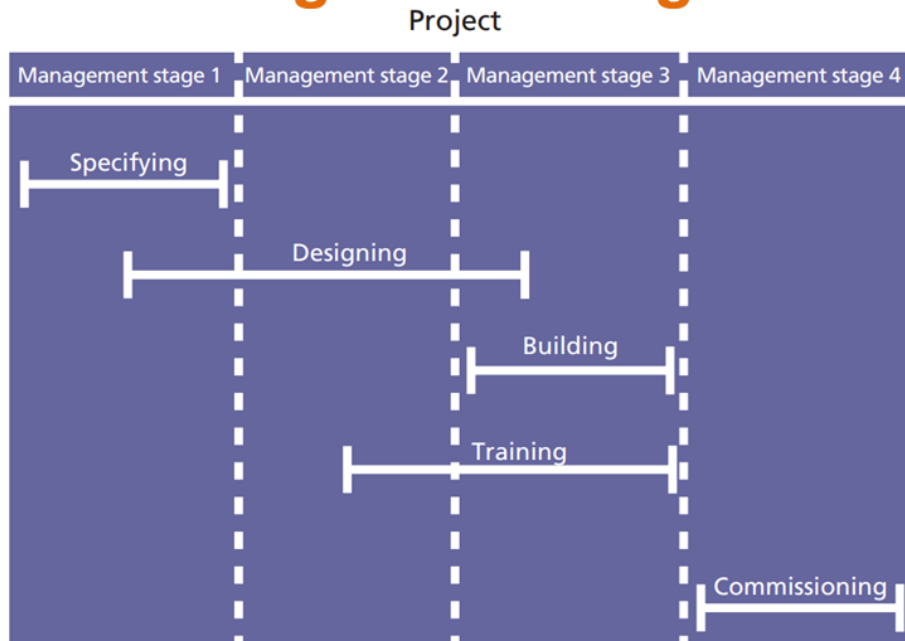 Project
Management stage 1 Management stage 2 Management stage 3 Management stage 4
Specifying
Designing
Building
Training
Commissioning